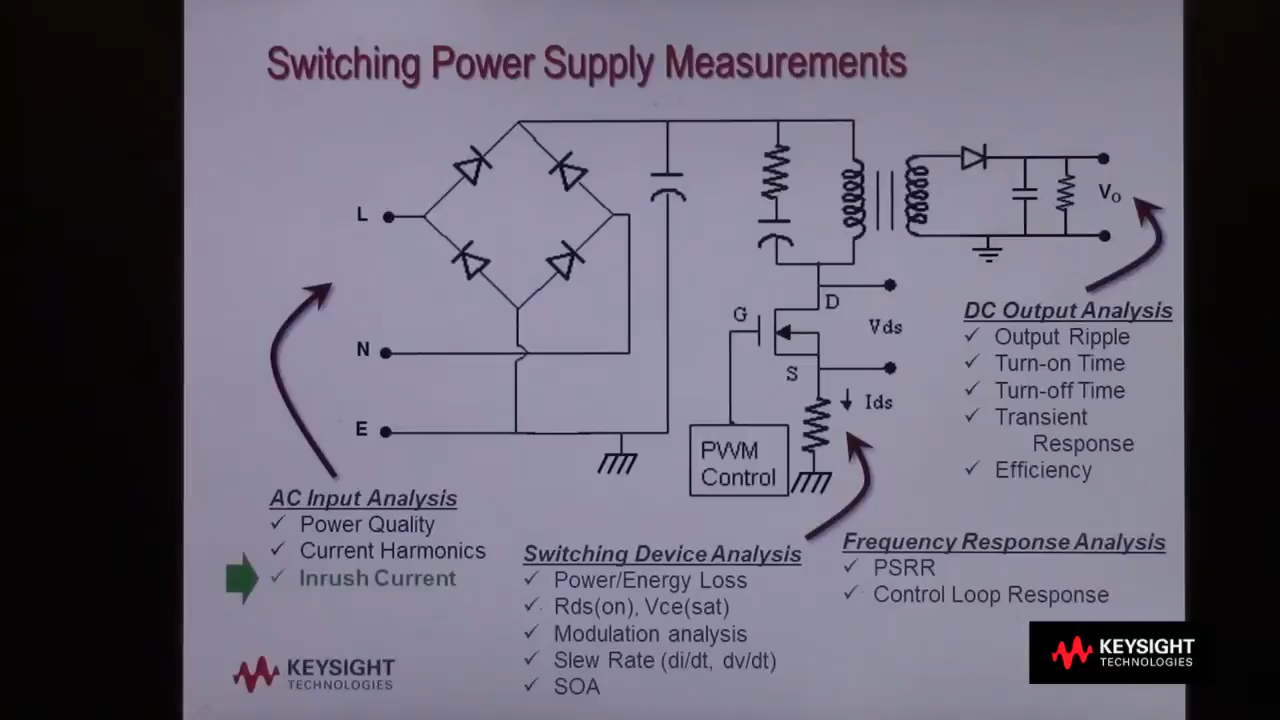 Switching Power Supply Measurements
L
N
E
G
D
S
Vds
Ids
PWM
Control
Vo
DC Output Analysis
✓ Output Ripple
✓ Turn-on Time
✓ Turn-off Time
✓ Transient
Response
✓ Efficiency
AC Input Analysis
✓ Power Quality
✓ Current Harmonics
✓ Inrush Current
Switching Device Analysis
✓ Power/Energy Loss
✓ Rds(on), Vce(sat)
✓ Modulation analysis
✓ Slew Rate (di/dt, dv/dt)
✓ SOA
Frequency Response Analysis
✓ PSRR
✓ Control Loop Response
KEYSIGHT
TECHNOLOGIES
KEYSIGHT
TECHNOLOGIES